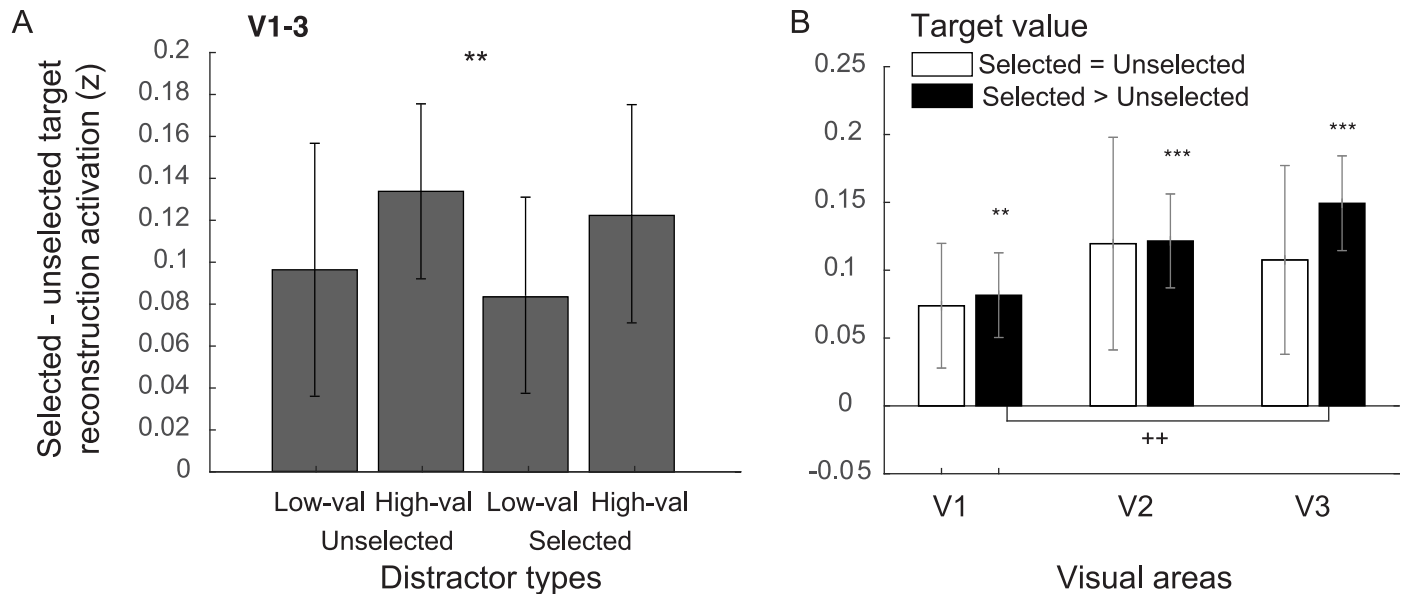 A
V1-3
**
Selected - unselected target
reconstruction activation (z)
0.2
0.18
0.16
0.14
0.12
0.1
0.08
0.06
0.04
0.02
0
Low-val High-val Low-val High-val
Unselected Selected
Distractor types
B
Target value
Selected = Unselected
Selected > Unselected
0.25
0.2
0.15
0.1
0.05
0
-0.05
**
***
***
++
V1 V2 V3
Visual areas